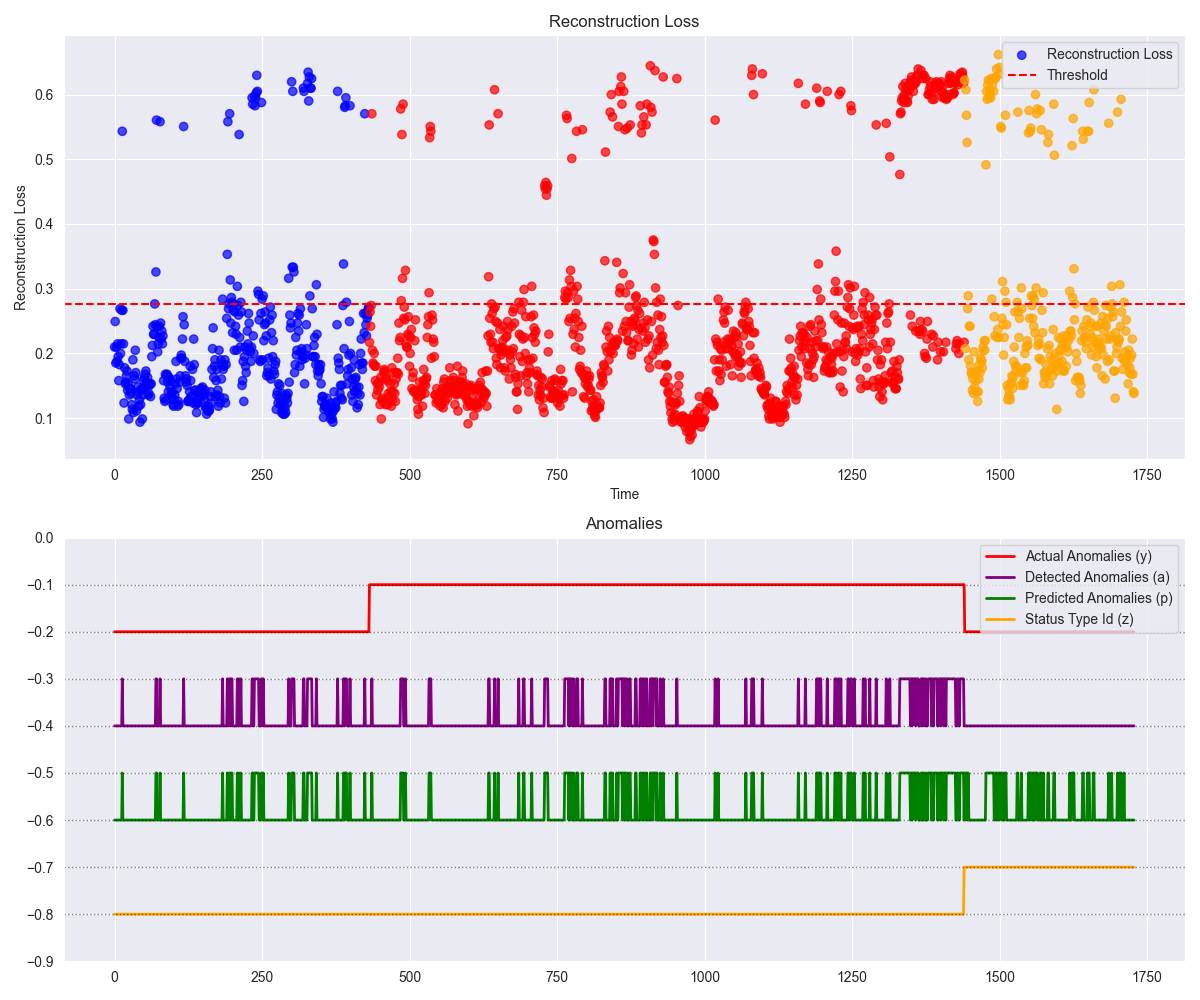 Reconstruction Loss
Reconstruction Loss
Threshold
Reconstruction Loss
0.6
0.5
0.4
0.3
0.2
0.1
0 250 500 750 1000 1250 1500 1750
Time
Anomalies
Actual Anomalies (y)
Detected Anomalies (a)
Predicted Anomalies (p)
Status Type Id (z)
0.0
−0.1
−0.2
−0.3
−0.4
−0.5
−0.6
−0.7
−0.8
−0.9
0 250 500 750 1000 1250 1500 1750